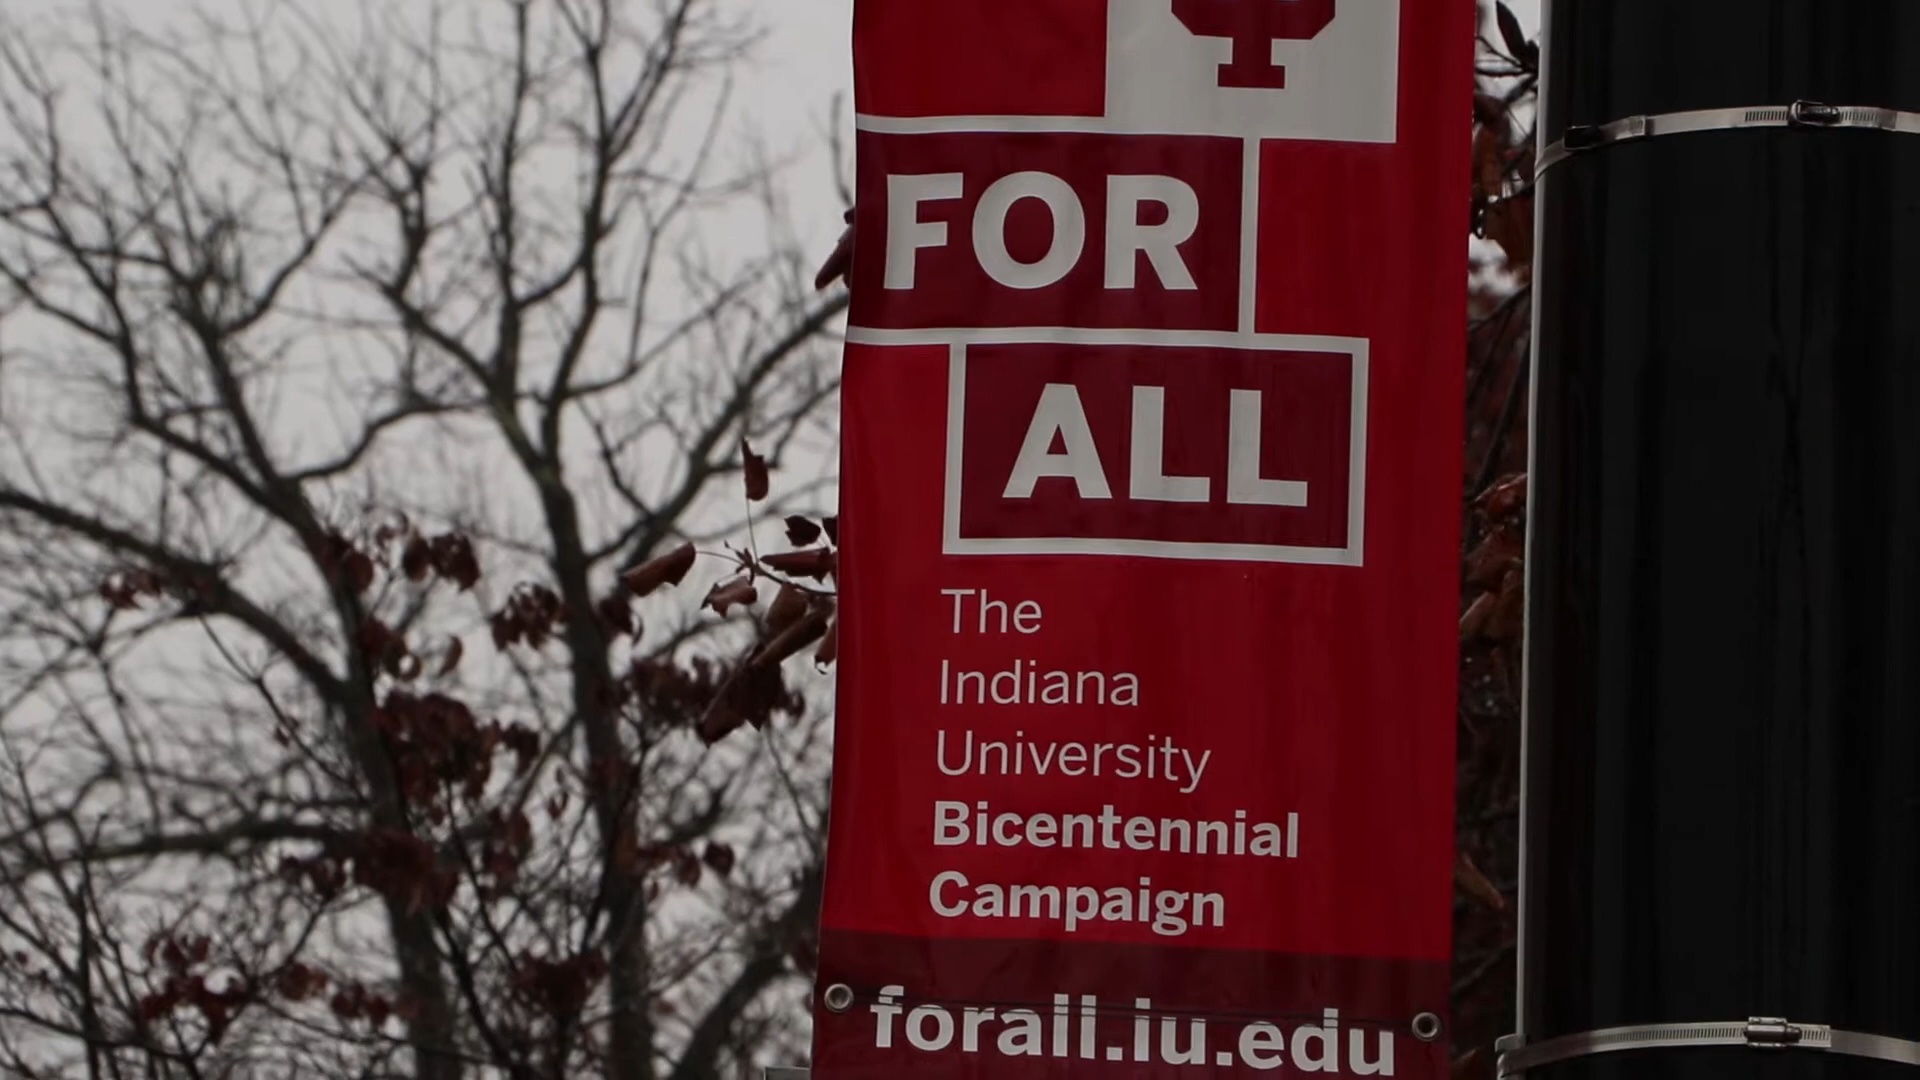 FOR
ALL
The
Indiana
University
Bicentennial
Campaign
forall.iu.edu